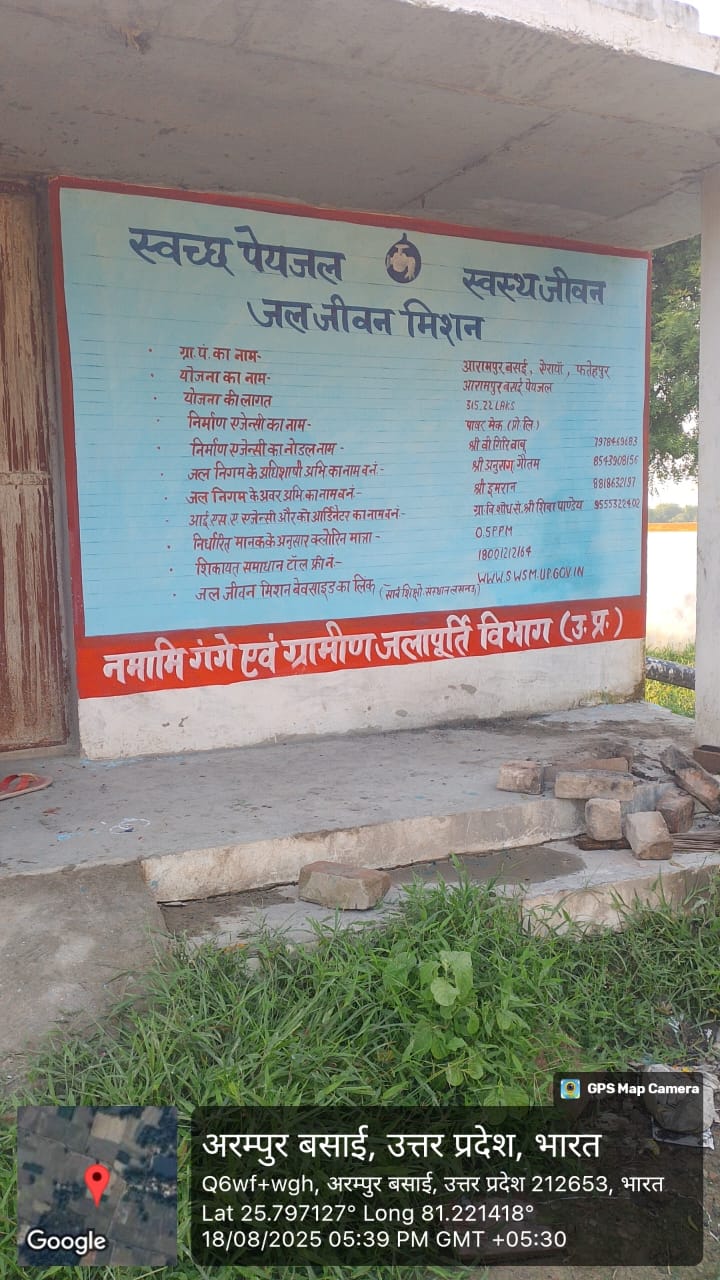 स्वच्छ पेयजल स्वस्थ जीवन
जल जीवन मिशन
ग्रा.पं. का नाम- आरामपुर बसई, सेरावाँ, फतेहपुर
योजना का नाम- आरामपुर बसई पेयजल
योजना की लागत 315.22 LAKS
निर्माण एजेन्सी का नाम- पावर मेक (प्रो लि)
निर्माण एजेन्सी का नोडल नाम- श्री वी गिरि बाबू 7978469683
जल निगम के अधिशाषी अभि का नाम व नं:- श्री अनुराग गौतम 8543908156
जल निगम के अवर अभि का नाम व नं:- श्री इमरान 8818632197
आई एस ए एजेन्सी और को आर्डिनेटर का नाम व नं:- ग्रा. वि शोध सं. श्री शिवा पाण्डेय 9555322402
निर्धारित मानक के अनुसार क्लोरिन मात्रा- 0.5PPM
शिकायत समाधान टॉल फ्री नं- 18001212164
जल जीवन मिशन वेवसाइड का लिंक WWW.SWSM.UP.GOV.IN
नमामि गंगे एवं ग्रामीण जलापूर्ति विभाग (उ॰ प्र॰)
GPS Map Camera
अरम्पुर बसाई, उत्तर प्रदेश, भारत
Q6wf+wgh, अरम्पुर बसाई, उत्तर प्रदेश 212653, भारत
Lat 25.797127° Long 81.221418°
18/08/2025 05:39 PM GMT +05:30
Google